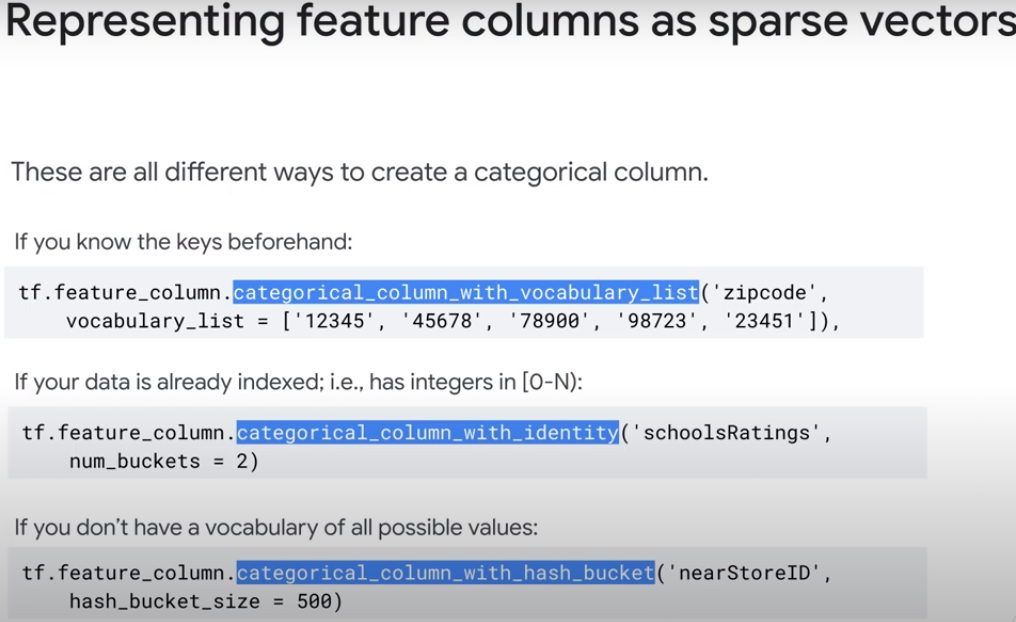 Representing feature columns as sparse vectors
These are all different ways to create a categorical column.
If you know the keys beforehand:
tf.feature_column.categorical_column_with_vocabulary_list('zipcode',
vocabulary_list = ['12345', '45678', '78900', '98723', '23451']),
If your data is already indexed; i.e., has integers in [0-N):
tf.feature_column.categorical_column_with_identity('schoolsRatings',
num_buckets = 2)
If you don't have a vocabulary of all possible values:
tf.feature_column.categorical_column_with_hash_bucket('nearStoreID',
hash_bucket_size = 500)